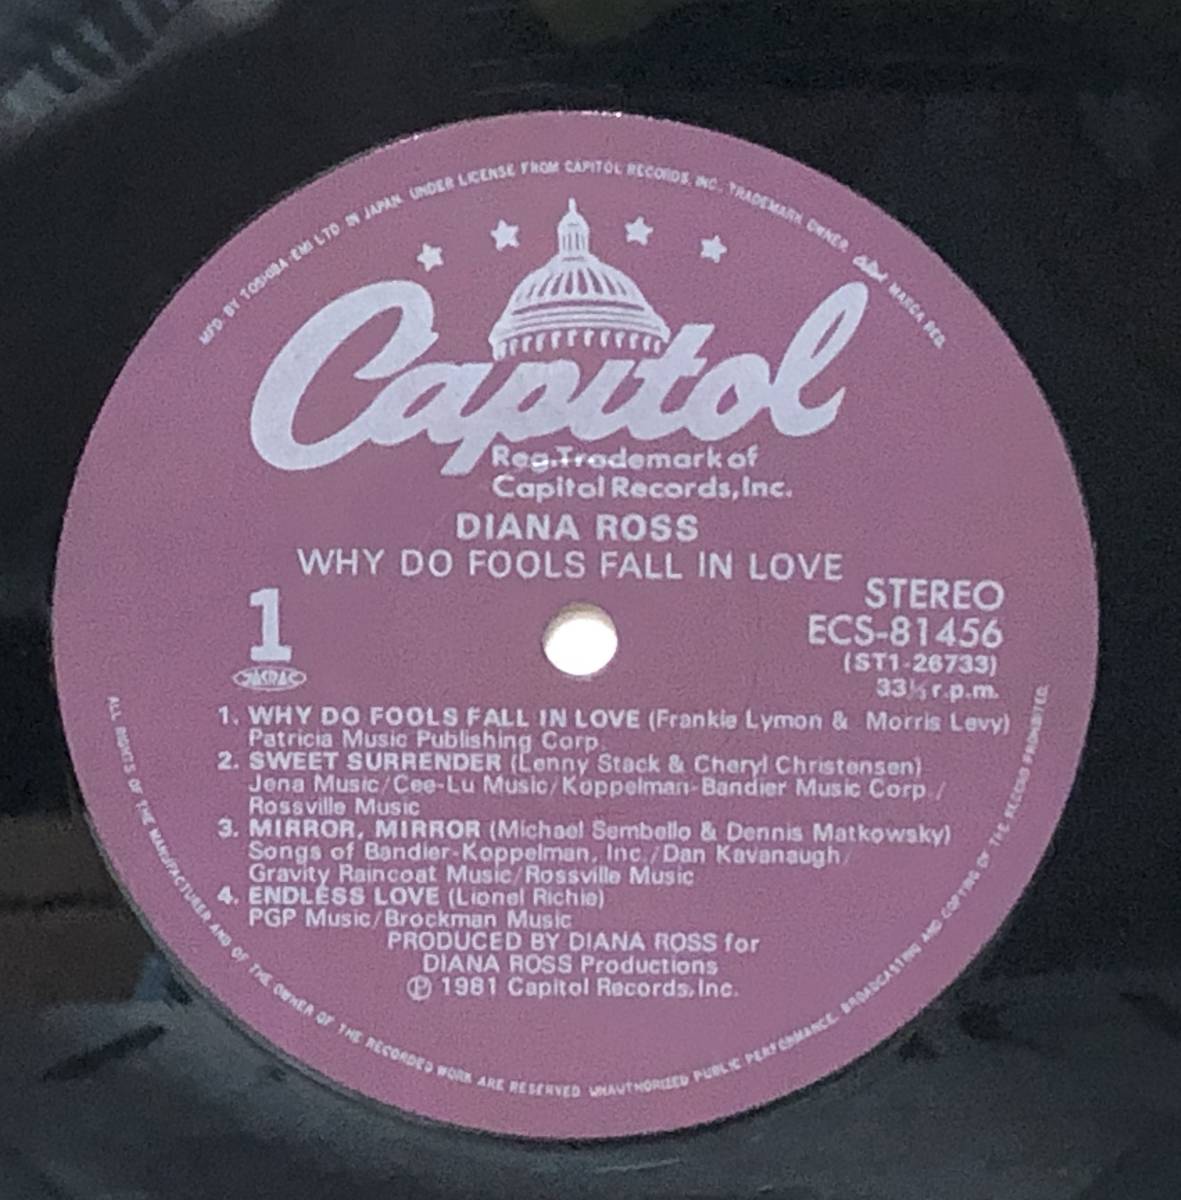 MFD. BY TOSHIBA-EMI LTD. IN JAPAN. UNDER LICENSE FROM CAPITOL RECORDS, INC. TRADEMARK OWNER. Capitol MARCA REG.
Capitol
Reg. Trademark of
Capitol Records, Inc.
DIANA ROSS
WHY DO FOOLS FALL IN LOVE
STEREO
1
ECS-81456
JASRAC
(ST1-26733)
33⅓ r.p.m.
1. WHY DO FOOLS FALL IN LOVE (Frankie Lymon & Morris Levy)
Patricia Music Publishing Corp.
2. SWEET SURRENDER (Lenny Stack & Cheryl Christensen)
Jena Music/Cee-Lu Music/Koppelman-Bandier Music Corp./
Rossville Music
3. MIRROR, MIRROR (Michael Sembello & Dennis Matkowsky)
Songs of Bandier-Koppelman, Inc./Dan Kavanaugh/
Gravity Raincoat Music/Rossville Music
4. ENDLESS LOVE (Lionel Richie)
PGP Music/Brockman Music
PRODUCED BY DIANA ROSS for
DIANA ROSS Productions
℗ 1981 Capitol Records, Inc.
ALL RIGHTS OF THE MANUFACTURER AND OF THE OWNER OF THE RECORDED WORK ARE RESERVED. UNAUTHORIZED PUBLIC PERFORMANCE, BROADCASTING AND COPYING OF THE RECORD PROHIBITED.